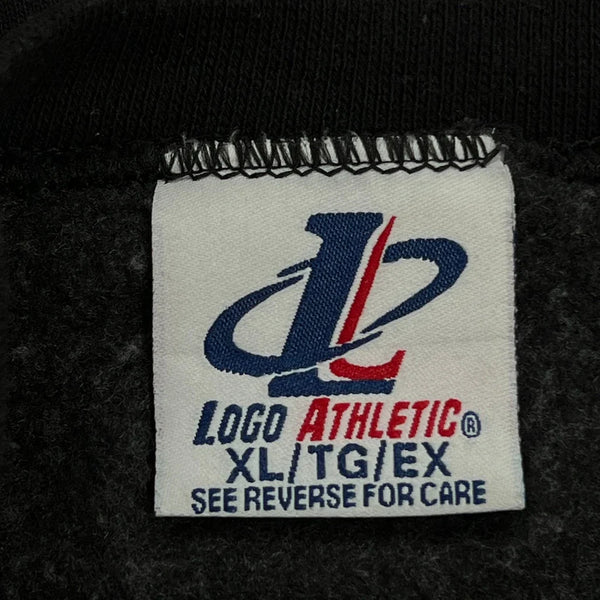 L
LOGO ATHLETIC®
XL/TG/EX
SEE REVERSE FOR CARE